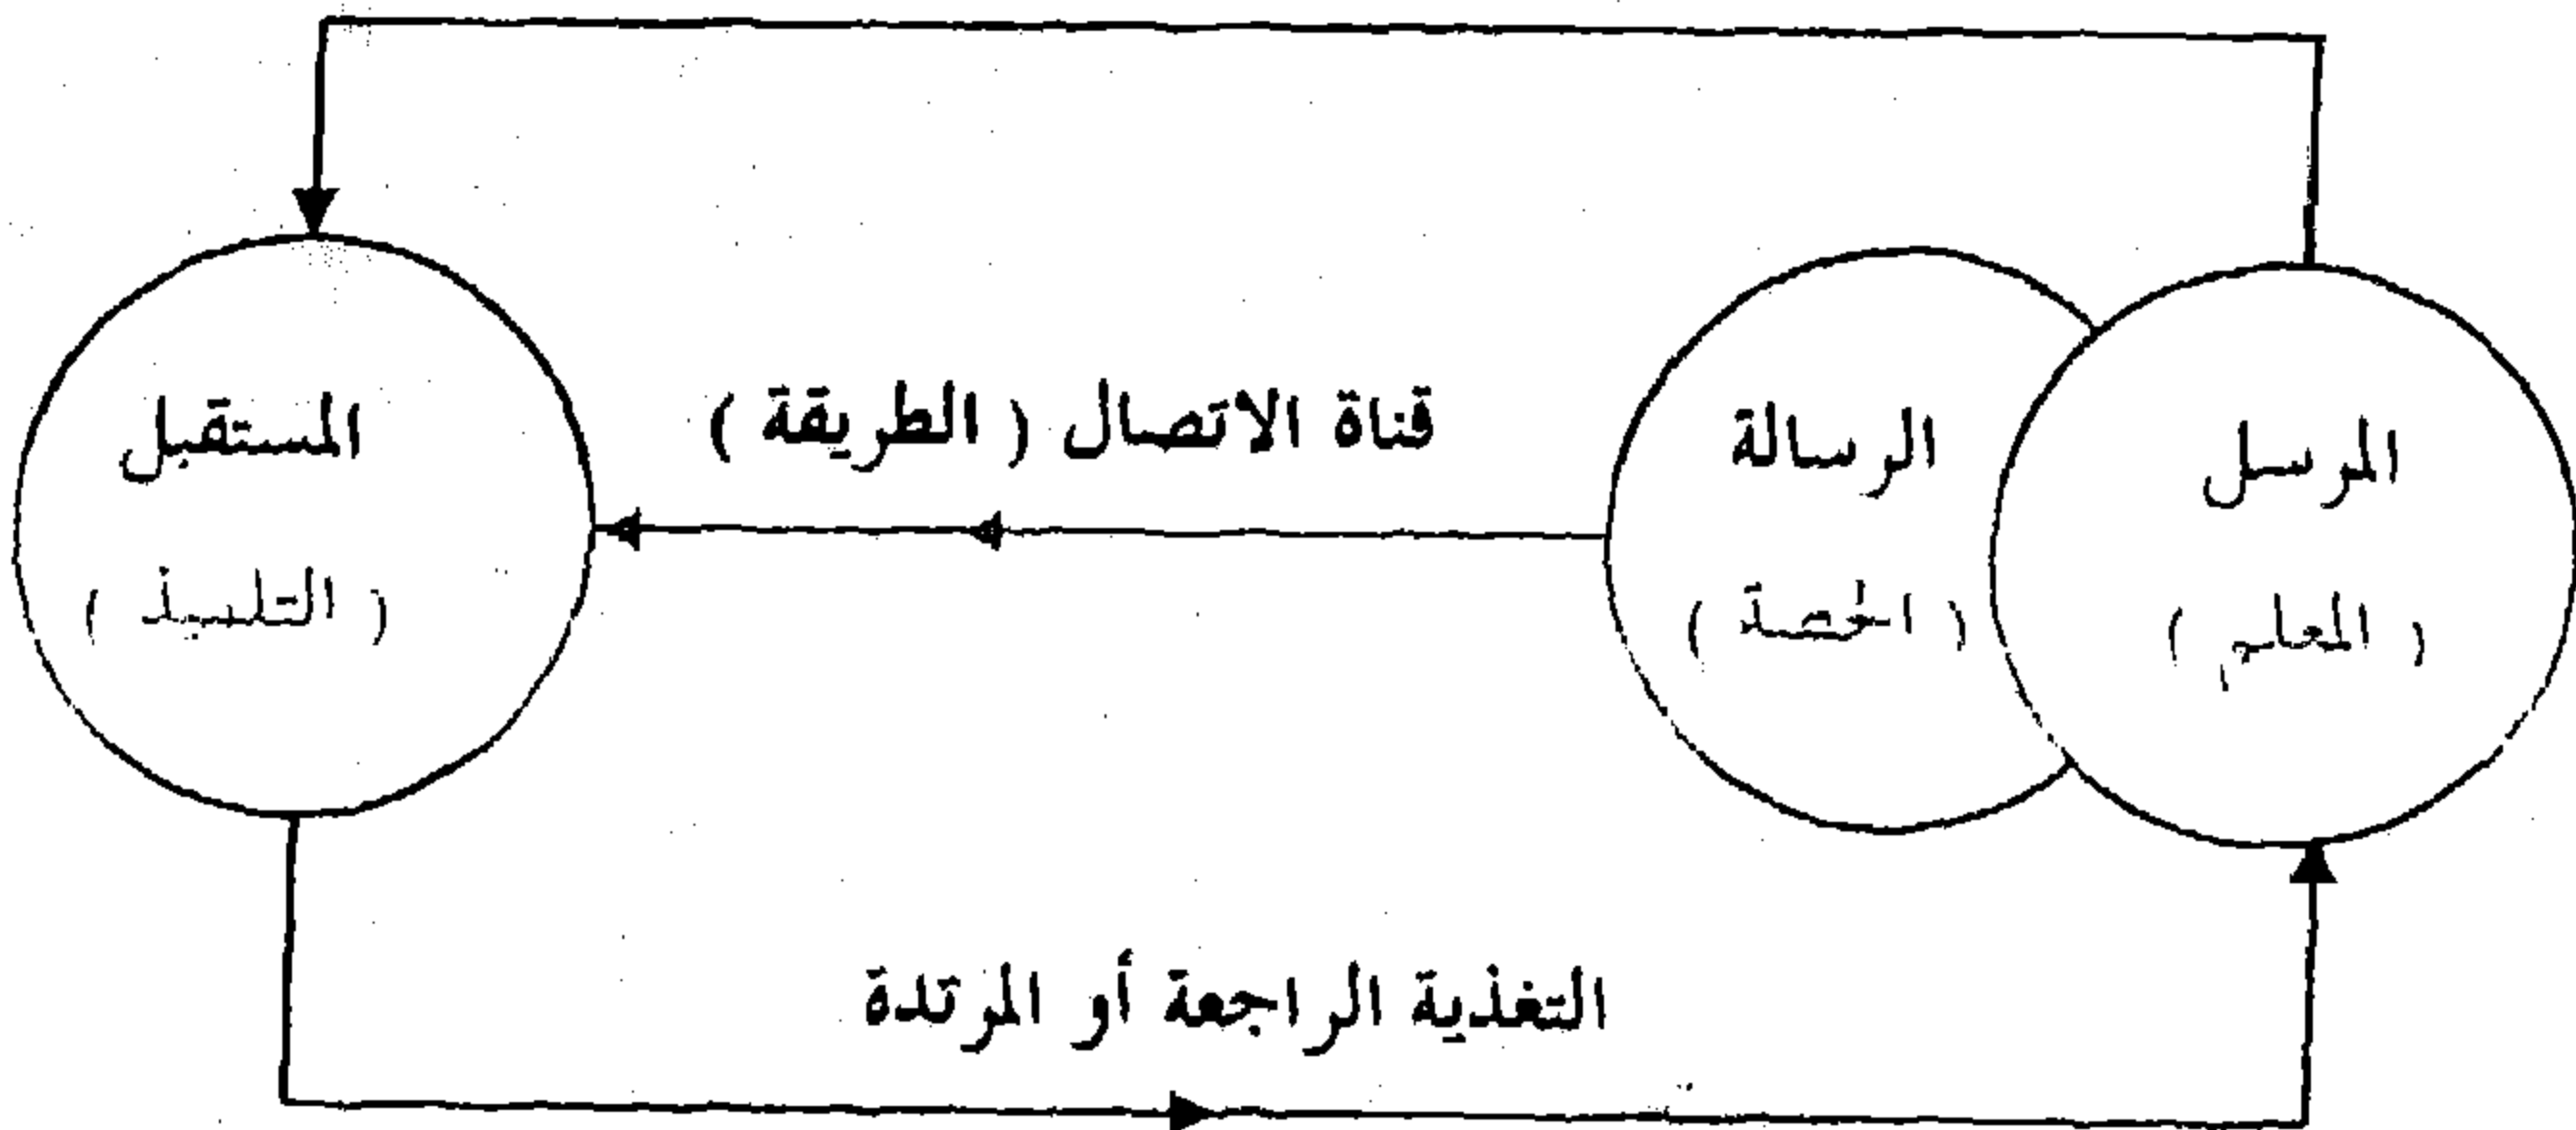 المرسل
( المعلم )
الرسالة
( الحصة )
قناة الاتصال ( الطريقة )
المستقبل
( التلميذ )
التغذية الراجعة أو المرتدة